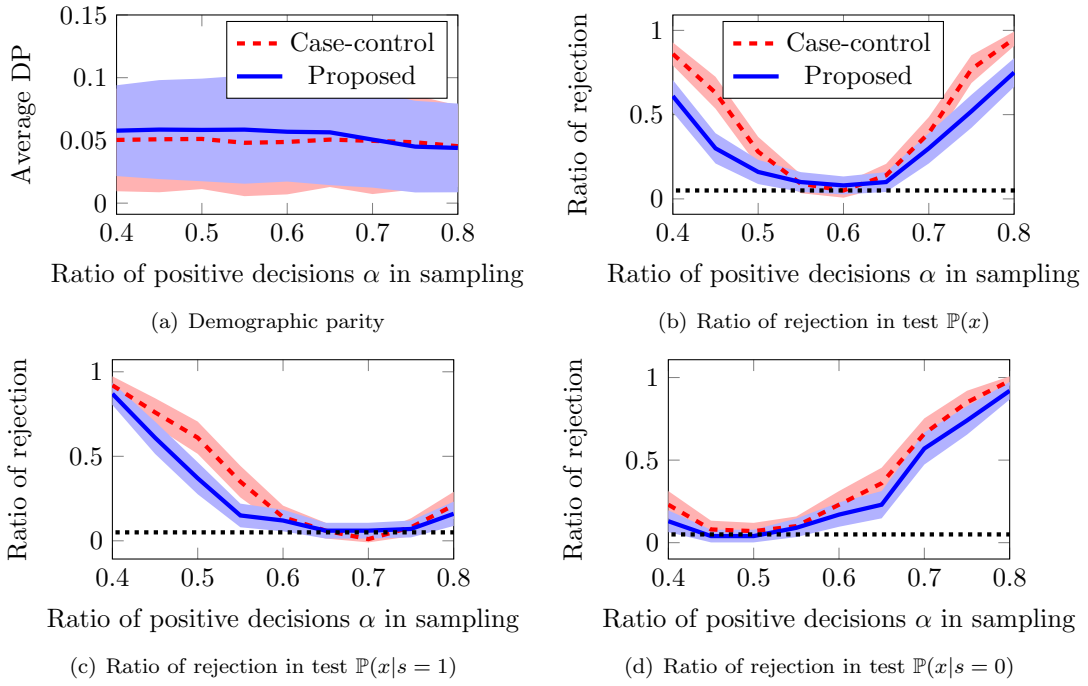 0.15
0.1
0.05
0
Average DP
Case-control
Proposed
0.4 0.5 0.6 0.7 0.8
Ratio of positive decisions α in sampling
(a) Demographic parity
1
0.5
0
Ratio of rejection
Case-control
Proposed
0.4 0.5 0.6 0.7 0.8
Ratio of positive decisions α in sampling
(b) Ratio of rejection in test ℙ(x)
1
0.5
0
Ratio of rejection
0.4 0.5 0.6 0.7 0.8
Ratio of positive decisions α in sampling
(c) Ratio of rejection in test ℙ(x|s = 1)
1
0.5
0
Ratio of rejection
0.4 0.5 0.6 0.7 0.8
Ratio of positive decisions α in sampling
(d) Ratio of rejection in test ℙ(x|s = 0)